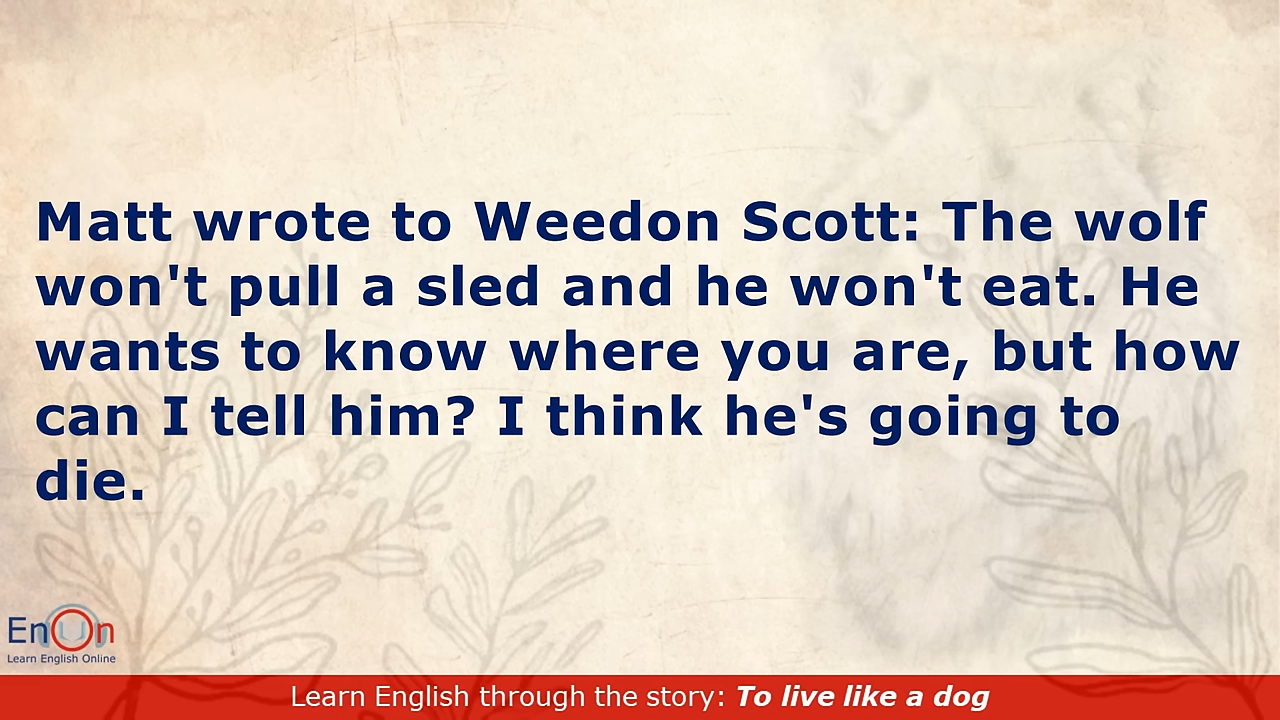 Matt wrote to Weedon Scott: The wolf
won't pull a sled and he won't eat. He
wants to know where you are, but how
can I tell him? I think he's going to
die.
EnOn
Learn English Online
Learn English through the story: To live like a dog